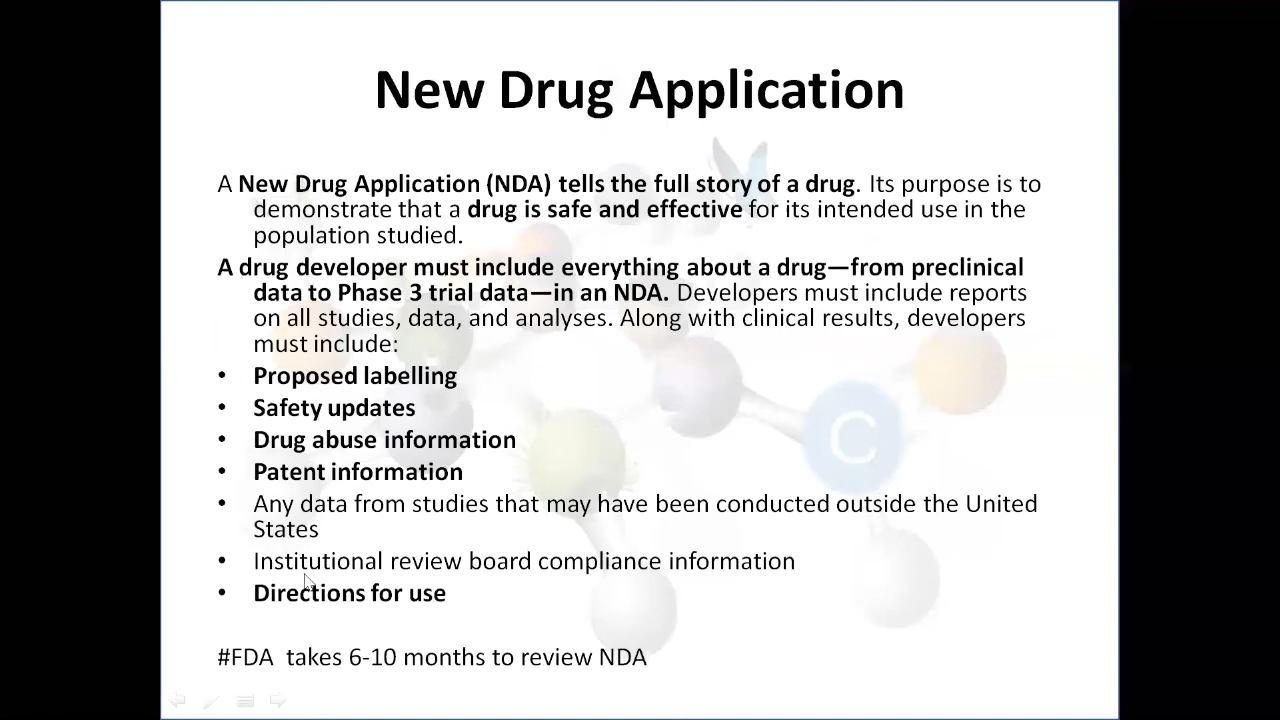 New Drug Application
A New Drug Application (NDA) tells the full story of a drug. Its purpose is to
demonstrate that a drug is safe and effective for its intended use in the
population studied.
A drug developer must include everything about a drug—from preclinical
data to Phase 3 trial data—in an NDA. Developers must include reports
on all studies, data, and analyses. Along with clinical results, developers
must include:
• Proposed labelling
• Safety updates
• Drug abuse information
• Patent information
• Any data from studies that may have been conducted outside the United
States
• Institutional review board compliance information
• Directions for use
#FDA  takes 6-10 months to review NDA
C